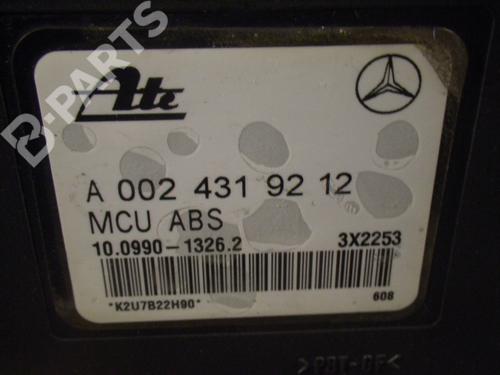 B-PARTS
Ate
A 002 431 92 12
MCU ABS
10.0990-1326.2 3X2253
*K2U7B22H90* 608
>PBT-GF<